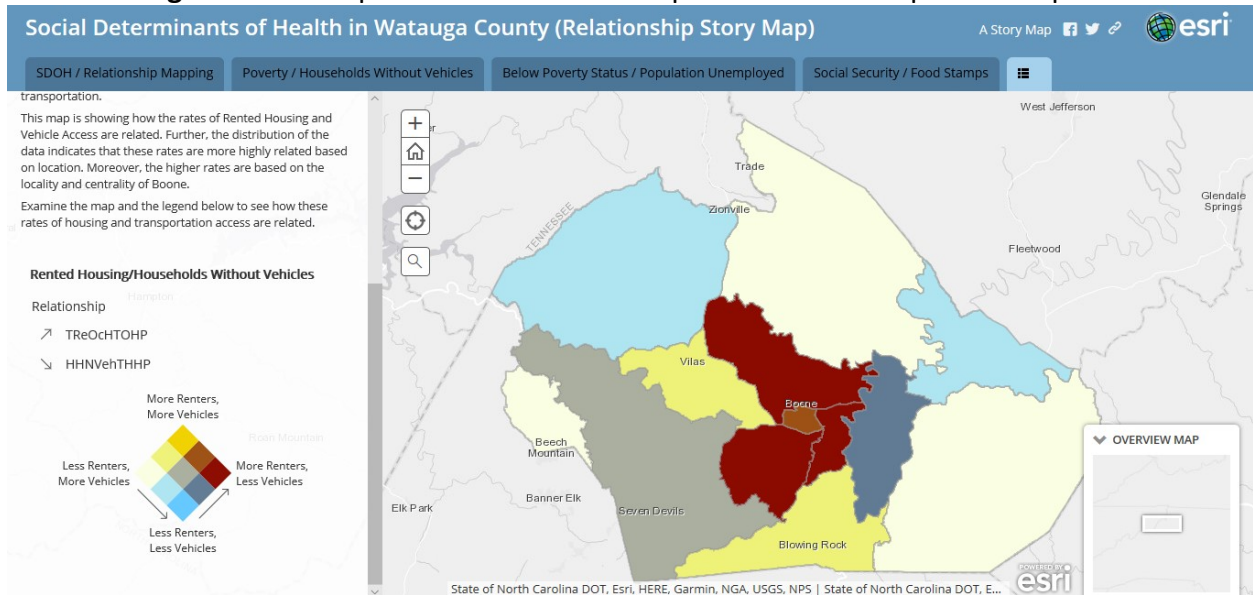 Social Determinants of Health in Watauga County (Relationship Story Map)
A Story Map
esri
SDOH / Relationship Mapping
Poverty / Households Without Vehicles
Below Poverty Status / Population Unemployed
Social Security / Food Stamps
transportation.
This map is showing how the rates of Rented Housing and
Vehicle Access are related. Further, the distribution of the
data indicates that these rates are more highly related based
on location. Moreover, the higher rates are based on the
locality and centrality of Boone.
Examine the map and the legend below to see how these
rates of housing and transportation access are related.
Rented Housing/Households Without Vehicles
Hampton
Relationship
TReOcHTOHP
HHNVehTHHP
More Renters,
More Vehicles
Roan Mountain
Less Renters,
More Vehicles
More Renters,
Less Vehicles
Less Renters,
Less Vehicles
+
−
West Jefferson
Trade
Glendale
Springs
Zionville
TENNESSEE
Fleetwood
Vilas
Boone
Beech
Mountain
Banner Elk
Elk Park
Seven Devils
Blowing Rock
OVERVIEW MAP
POWERED BY
esri
State of North Carolina DOT, Esri, HERE, Garmin, NGA, USGS, NPS | State of North Carolina DOT, E...